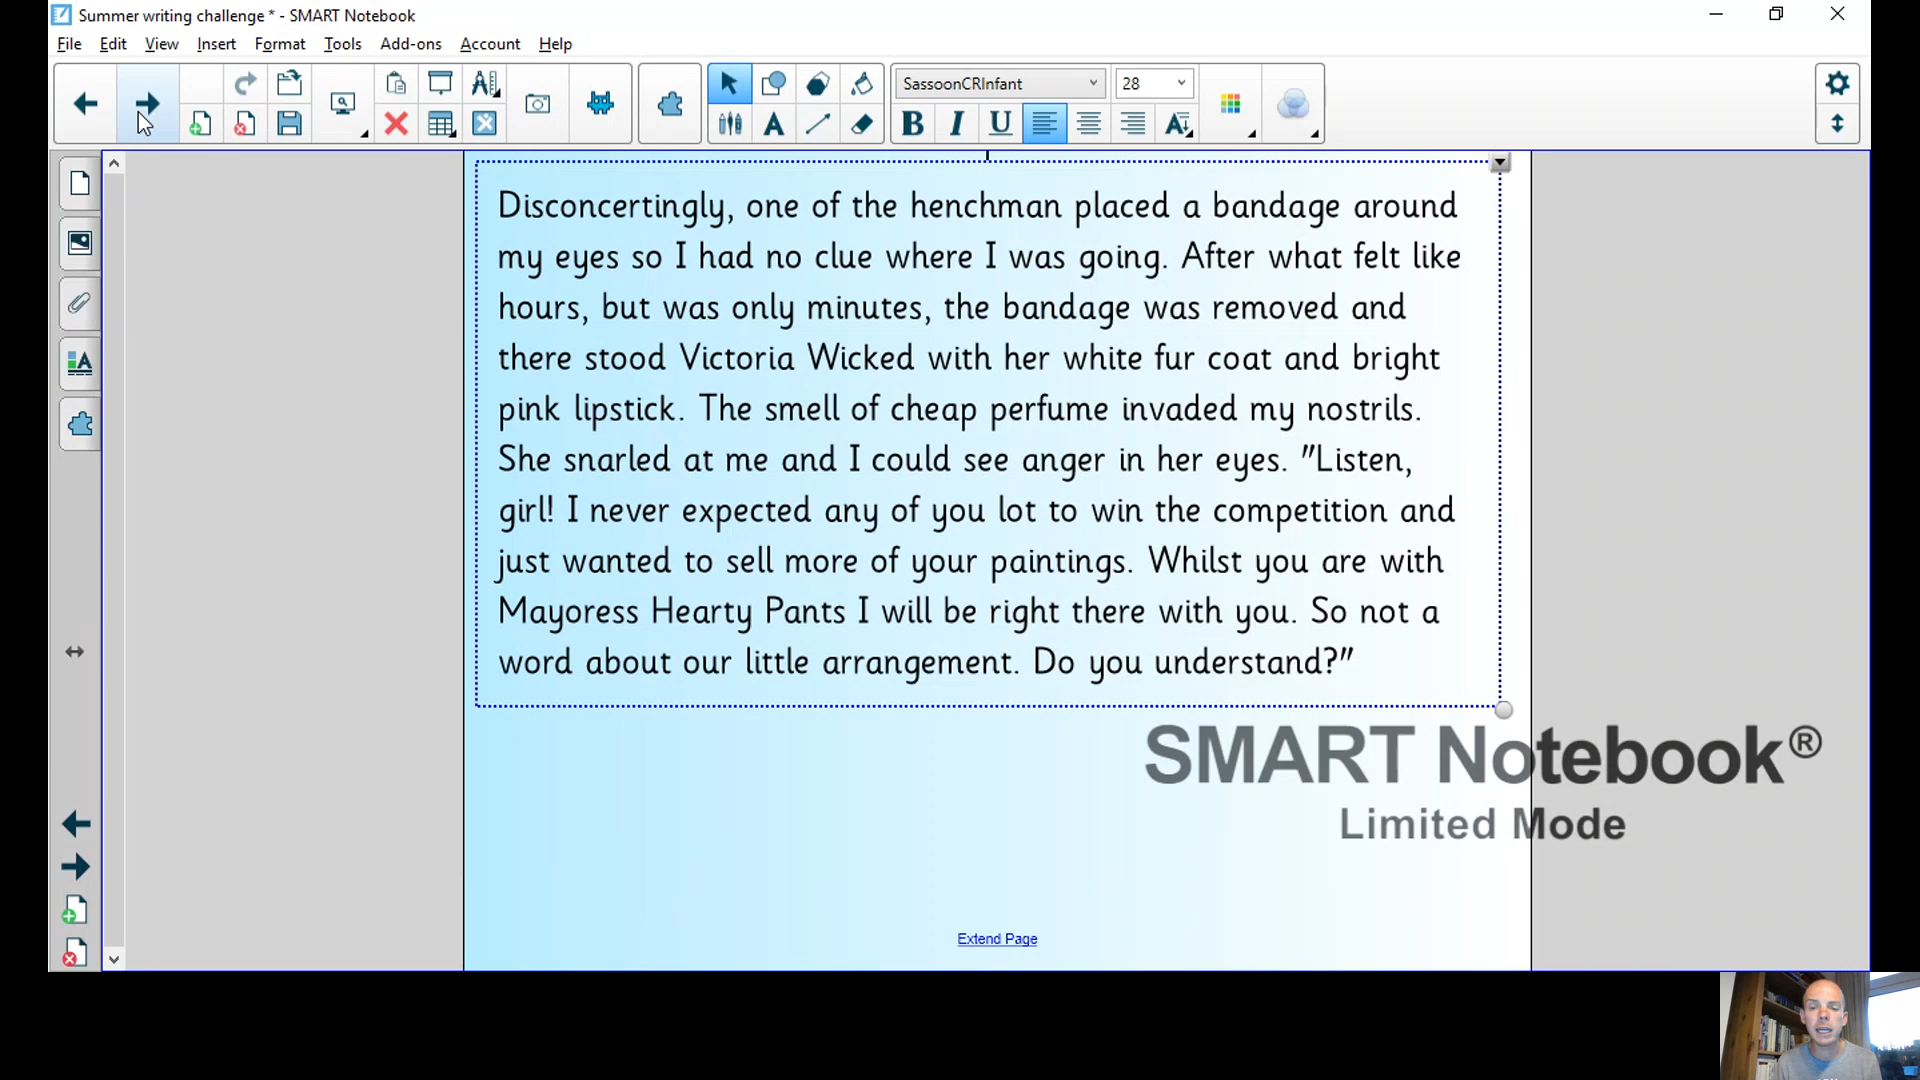 Summer writing challenge * - SMART Notebook
File Edit View Insert Format Tools Add-ons Account Help
SassoonCRInfant 28
Disconcertingly, one of the henchman placed a bandage around
my eyes so I had no clue where I was going. After what felt like
hours, but was only minutes, the bandage was removed and
there stood Victoria Wicked with her white fur coat and bright
pink lipstick. The smell of cheap perfume invaded my nostrils.
She snarled at me and I could see anger in her eyes. "Listen,
girl! I never expected any of you lot to win the competition and
just wanted to sell more of your paintings. Whilst you are with
Mayoress Hearty Pants I will be right there with you. So not a
word about our little arrangement. Do you understand?"
SMART Notebook®
Limited Mode
Extend Page